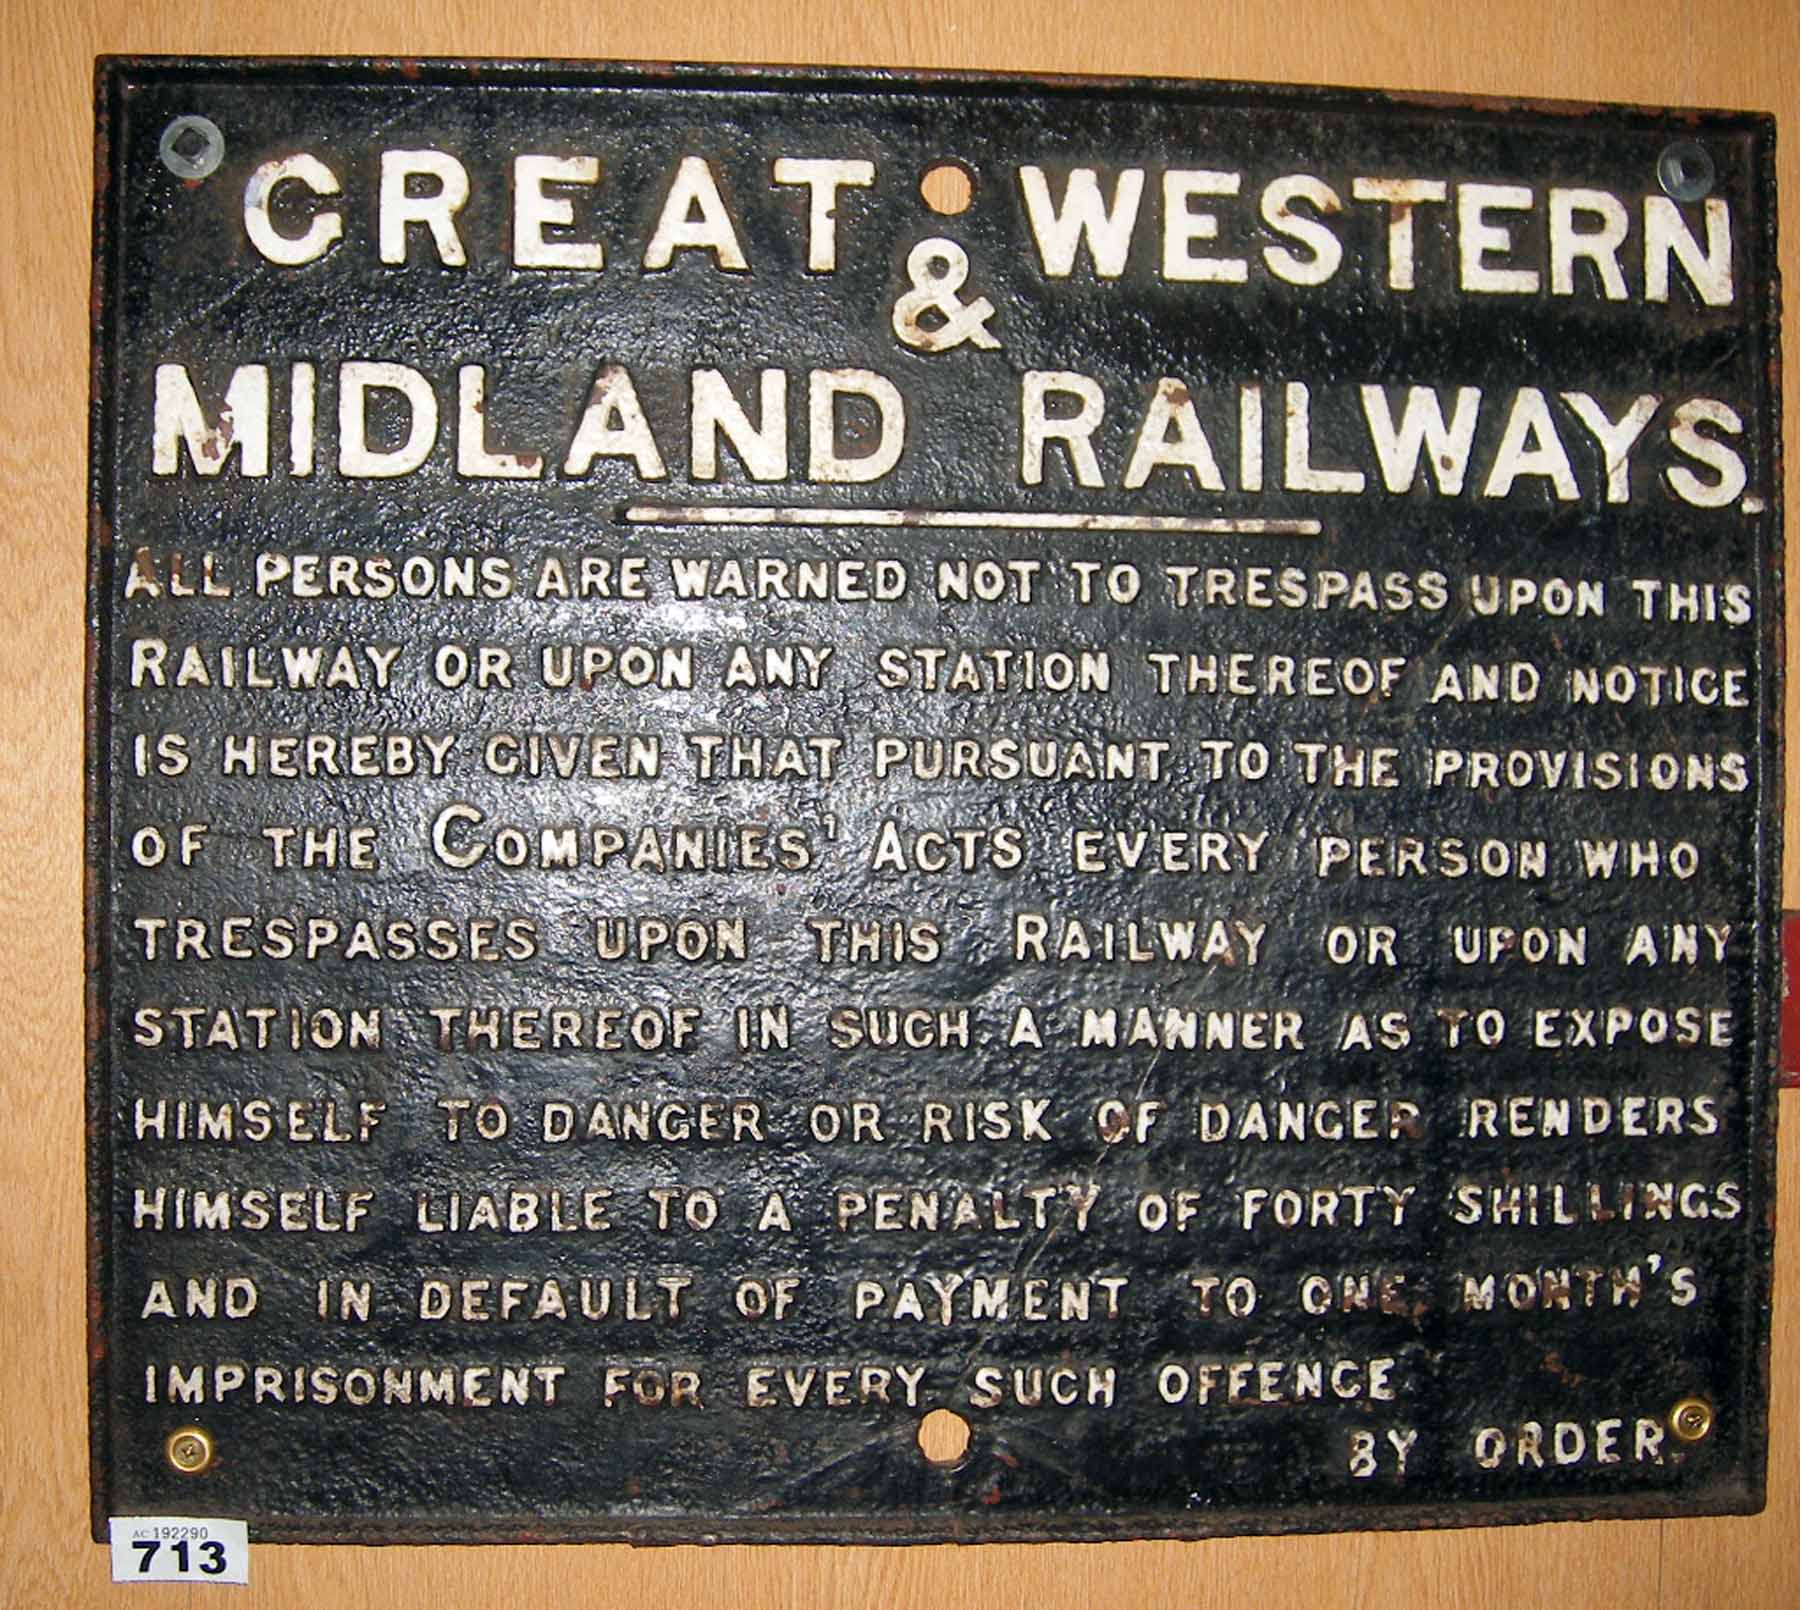 GREAT WESTERN
&
MIDLAND RAILWAYS.
ALL PERSONS ARE WARNED NOT TO TRESPASS UPON THIS
RAILWAY OR UPON ANY STATION THEREOF AND NOTICE
IS HEREBY GIVEN THAT PURSUANT TO THE PROVISIONS
OF THE COMPANIES' ACTS EVERY PERSON WHO
TRESPASSES UPON THIS RAILWAY OR UPON ANY
STATION THEREOF IN SUCH A MANNER AS TO EXPOSE
HIMSELF TO DANGER OR RISK OF DANGER RENDERS
HIMSELF LIABLE TO A PENALTY OF FORTY SHILLINGS
AND IN DEFAULT OF PAYMENT TO ONE MONTH'S
IMPRISONMENT FOR EVERY SUCH OFFENCE
BY ORDER.
AC 192290
713